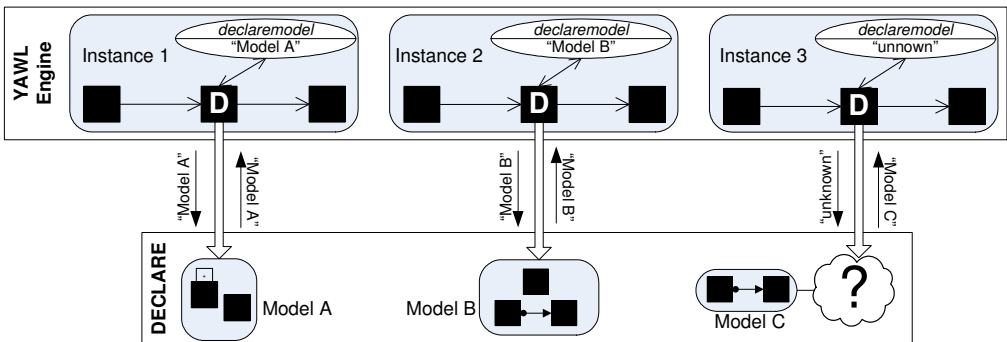 YAWL
Engine
Instance 1
declaremodel
“Model A”
D
Instance 2
declaremodel
“Model B”
D
Instance 3
declaremodel
“unnown”
D
“Model A”
“Model A”
“Model B”
“Model B”
“unknown”
“Model C”
DECLARE
Model A
Model B
Model C
?